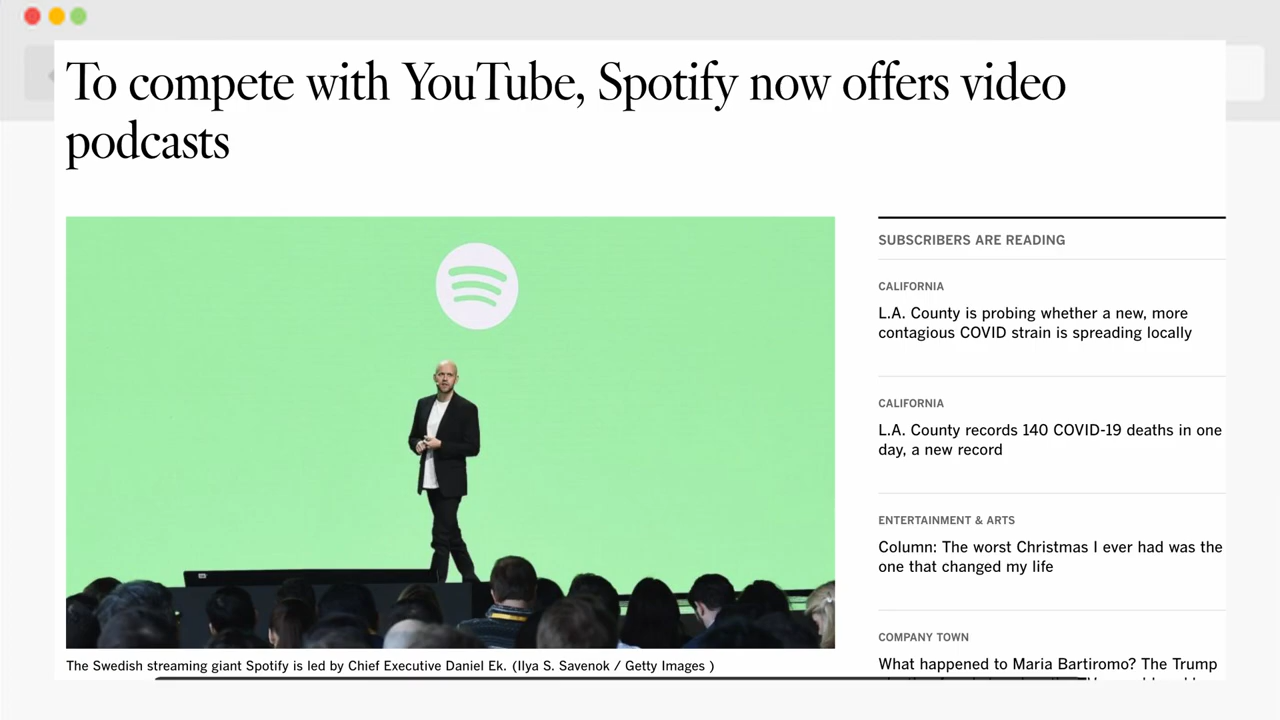 To compete with YouTube, Spotify now offers video
podcasts
SUBSCRIBERS ARE READING
CALIFORNIA
L.A. County is probing whether a new, more
contagious COVID strain is spreading locally
CALIFORNIA
L.A. County records 140 COVID-19 deaths in one
day, a new record
ENTERTAINMENT & ARTS
Column: The worst Christmas I ever had was the
one that changed my life
COMPANY TOWN
What happened to Maria Bartiromo? The Trump
The Swedish streaming giant Spotify is led by Chief Executive Daniel Ek. (Ilya S. Savenok / Getty Images )